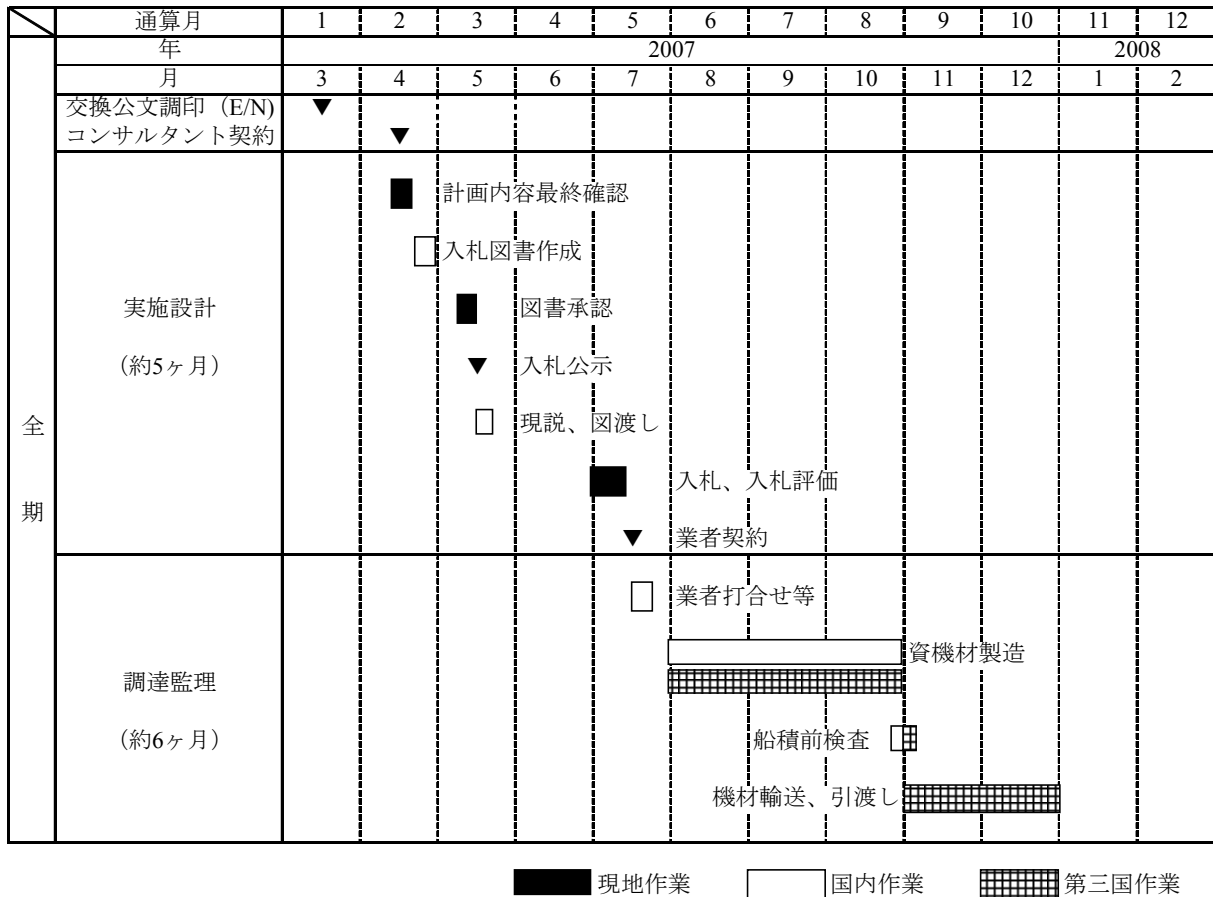 通算月 1 2 3 4 5 6 7 8 9 10 11 12
年 2007 2008
月 3 4 5 6 7 8 9 10 11 12 1 2
交換公文調印（E/N)
コンサルタント契約
計画内容最終確認
入札図書作成
実施設計 図書承認
（約5ヶ月） 入札公示
全 現説、図渡し
入札、入札評価
期
業者契約
業者打合せ等
資機材製造
調達監理
（約6ヶ月） 船積前検査
機材輸送、引渡し
現地作業 国内作業 第三国作業